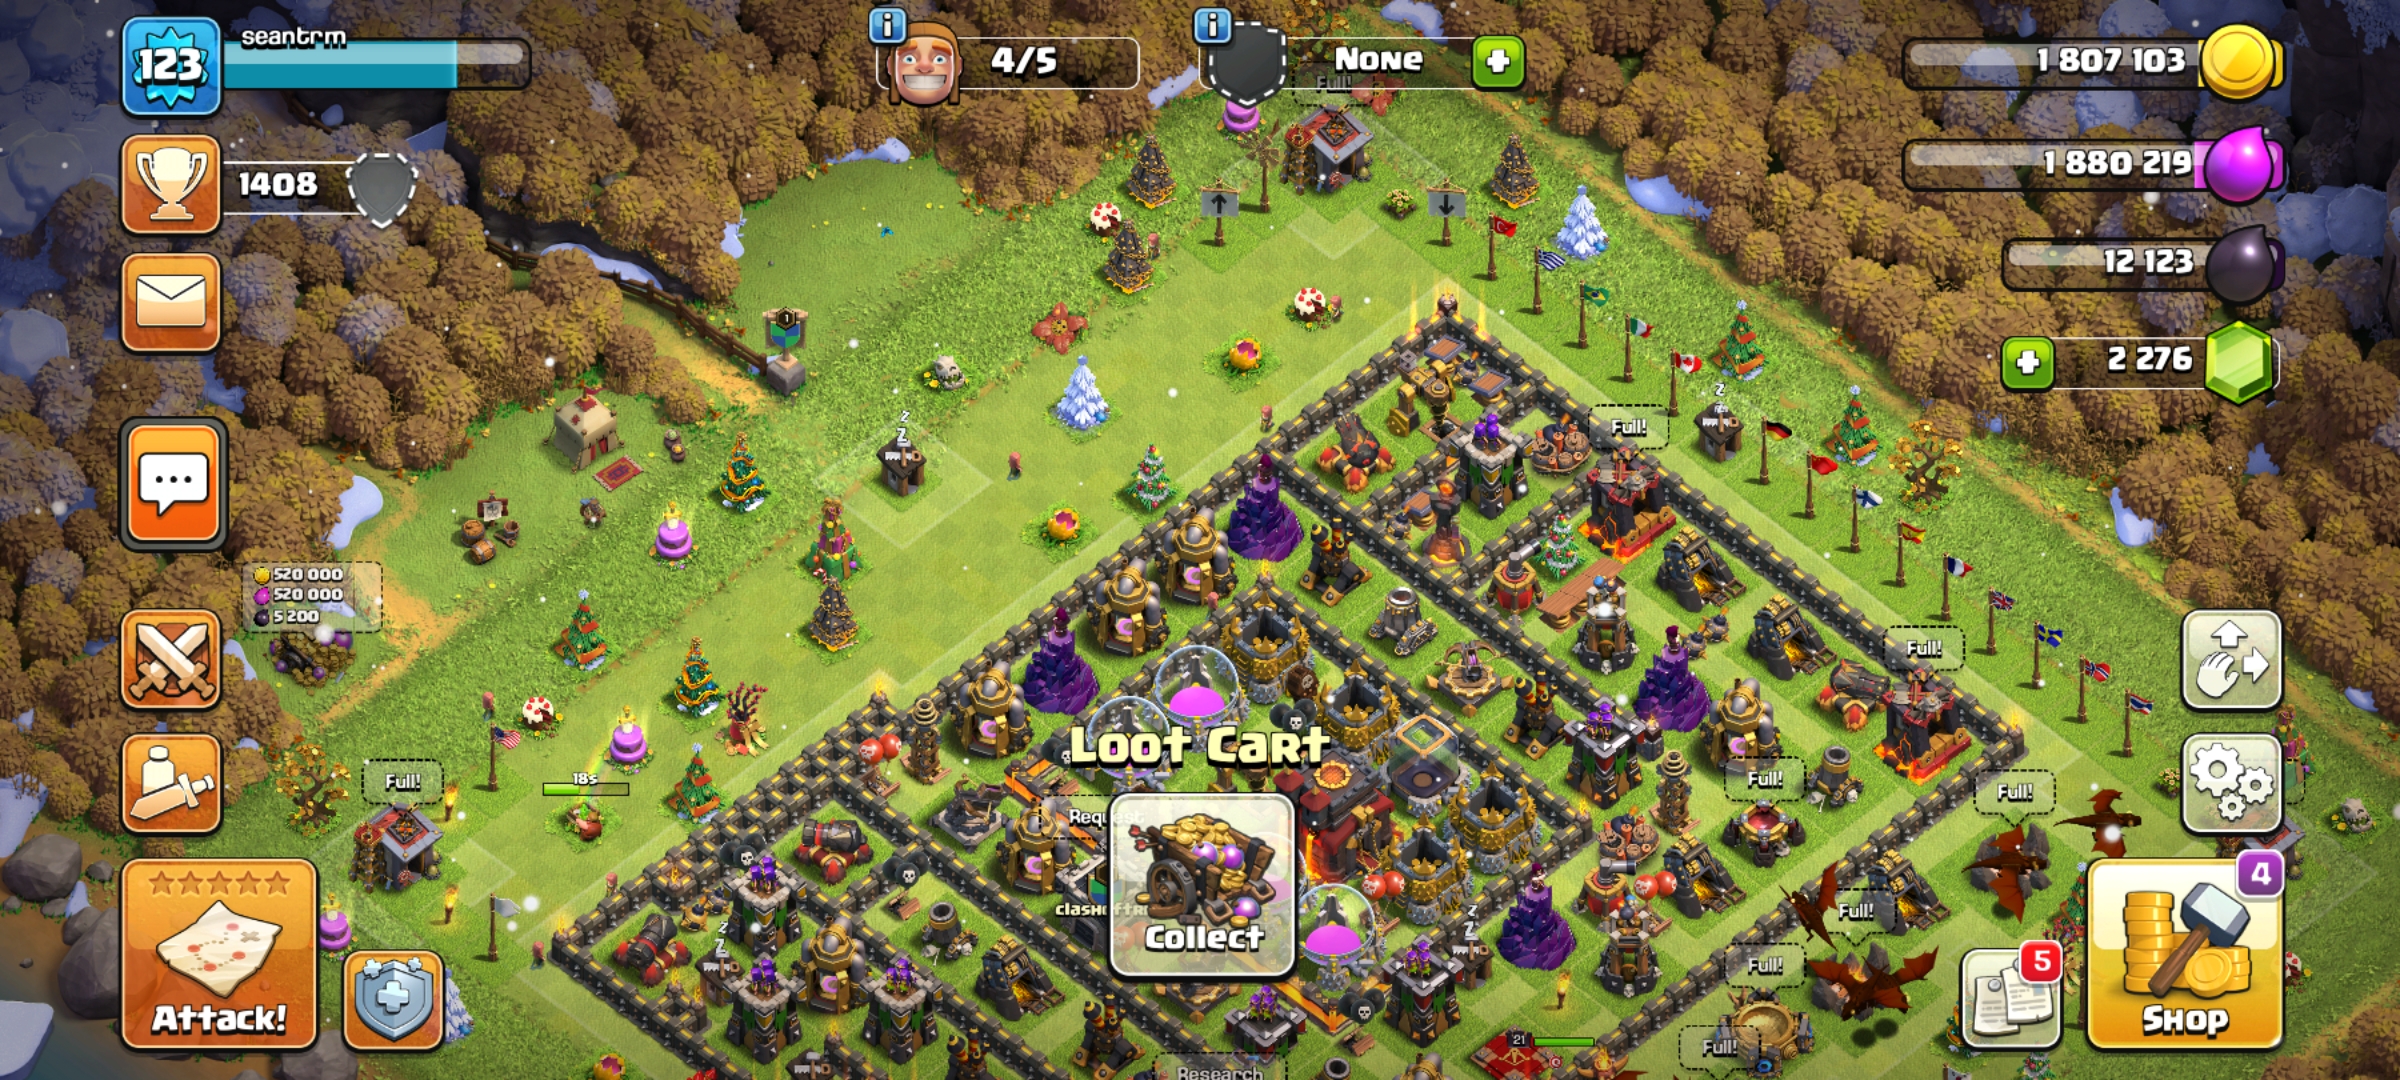 123
seantrm
4/5
None
Full!
1 807 103
1408
1 880 219
12 123
2 276
1
Z
Z
Z
Z
Full!
520 000
520 000
5 200
Full!
Loot Cart
18s
Full!
Full!
Full!
Request
Collect
4
Full!
Full!
Z
Z
Z
Z
5
Attack!
Shop
21
Full!
Research